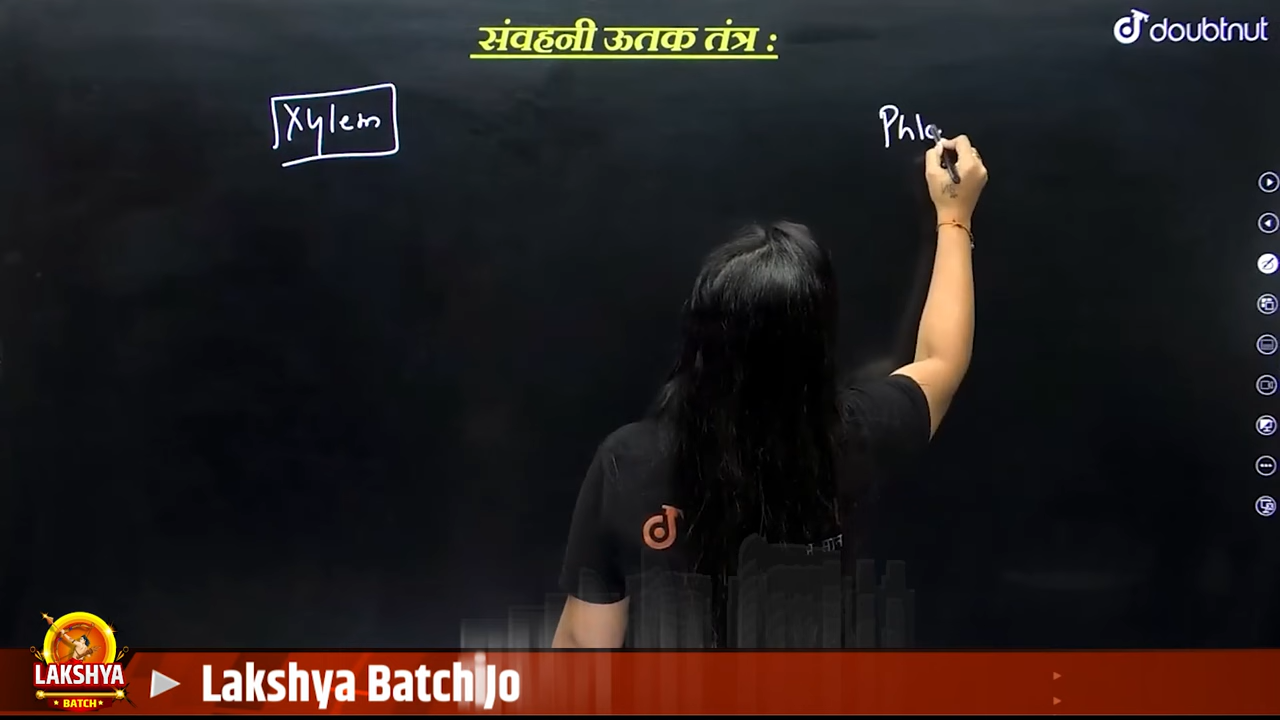 संवहनी ऊतक तंत्र :
doubtnut
Xylem
Phlo
LAKSHYA
BATCH
Lakshya Batch Jo